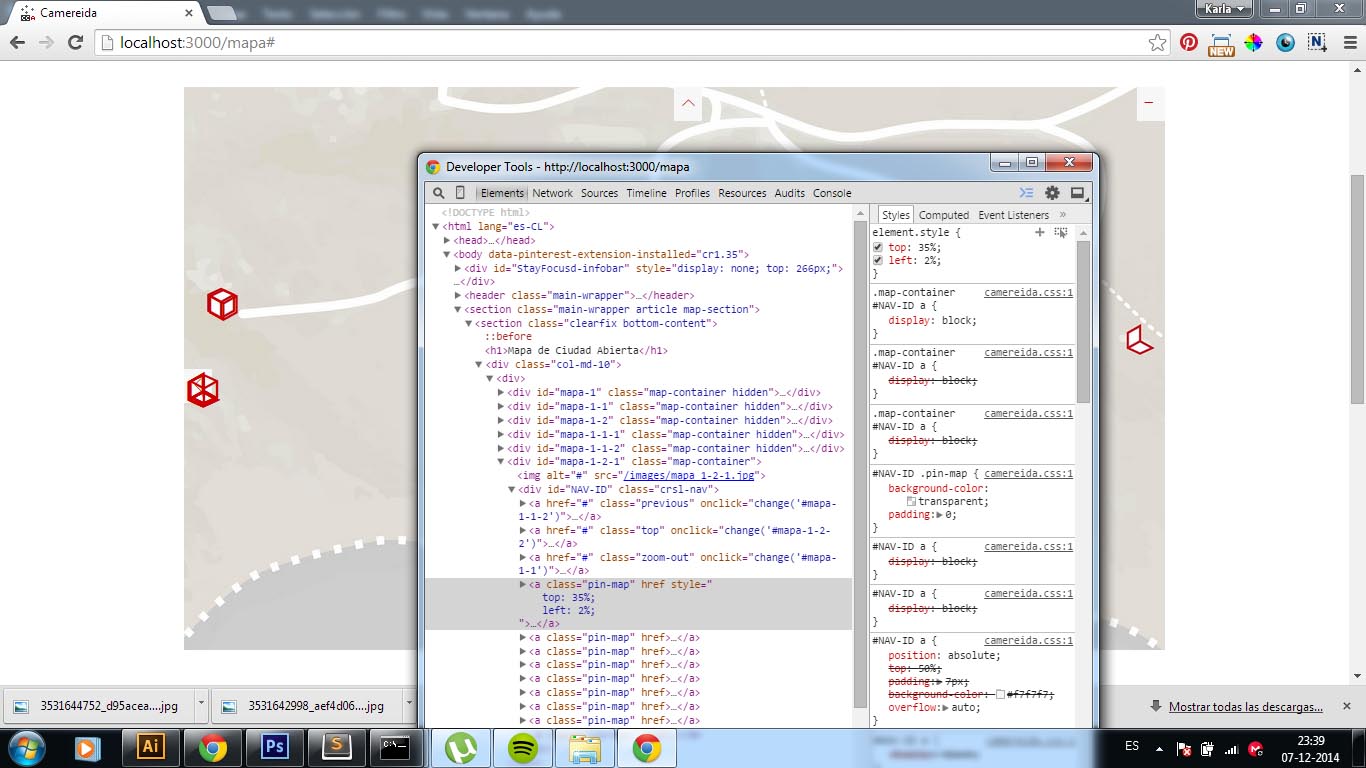 Camereida
Texto Selección Filtro Vista Ventana Ayuda
Karla
localhost:3000/mapa#
NEW
N
Developer Tools - http://localhost:3000/mapa
Elements Network Sources Timeline Profiles Resources Audits Console
<!DOCTYPE html>
<html lang="es-CL">
<head>…</head>
<body data-pinterest-extension-installed="cr1.35">
<div id="StayFocusd-infobar" style="display: none; top: 266px;">
…</div>
<header class="main-wrapper">…</header>
<section class="main-wrapper article map-section">
<section class="clearfix bottom-content">
::before
<h1>Mapa de Ciudad Abierta</h1>
<div class="col-md-10">
<div>
<div id="mapa-1" class="map-container hidden">…</div>
<div id="mapa-1-1" class="map-container hidden">…</div>
<div id="mapa-1-2" class="map-container hidden">…</div>
<div id="mapa-1-1-1" class="map-container hidden">…</div>
<div id="mapa-1-1-2" class="map-container hidden">…</div>
<div id="mapa-1-2-1" class="map-container">
<img alt="#" src="/images/mapa 1-2-1.jpg">
<div id="NAV-ID" class="crsl-nav">
<a href="#" class="previous" onclick="change('#mapa-
1-1-2')">…</a>
<a href="#" class="top" onclick="change('#mapa-1-2-
2')">…</a>
<a href="#" class="zoom-out" onclick="change('#mapa-
1-1')">…</a>
<a class="pin-map" href style="
top: 35%;
left: 2%;
">…</a>
<a class="pin-map" href>…</a>
<a class="pin-map" href>…</a>
<a class="pin-map" href>…</a>
<a class="pin-map" href>…</a>
<a class="pin-map" href>…</a>
<a class="pin-map" href>…</a>
<a class="pin-map" href>…</a>
Styles Computed Event Listeners »
element.style {
top: 35%;
left: 2%;
}
.map-container camereida.css:1
#NAV-ID a {
display: block;
}
.map-container camereida.css:1
#NAV-ID a {
display: block;
}
.map-container camereida.css:1
#NAV-ID a {
display: block;
}
#NAV-ID .pin-map { camereida.css:1
background-color:
transparent;
padding: 0;
}
#NAV-ID a { camereida.css:1
display: block;
}
#NAV-ID a { camereida.css:1
display: block;
}
#NAV-ID a { camereida.css:1
position: absolute;
top: 50%;
padding: 7px;
background-color: #f7f7f7;
overflow: auto;
}
3531644752_d95acea....jpg
3531642998_aef4d06....jpg
Mostrar todas las descargas...
Ai
Ps
S
C:\
µ
ES
23:39
07-12-2014